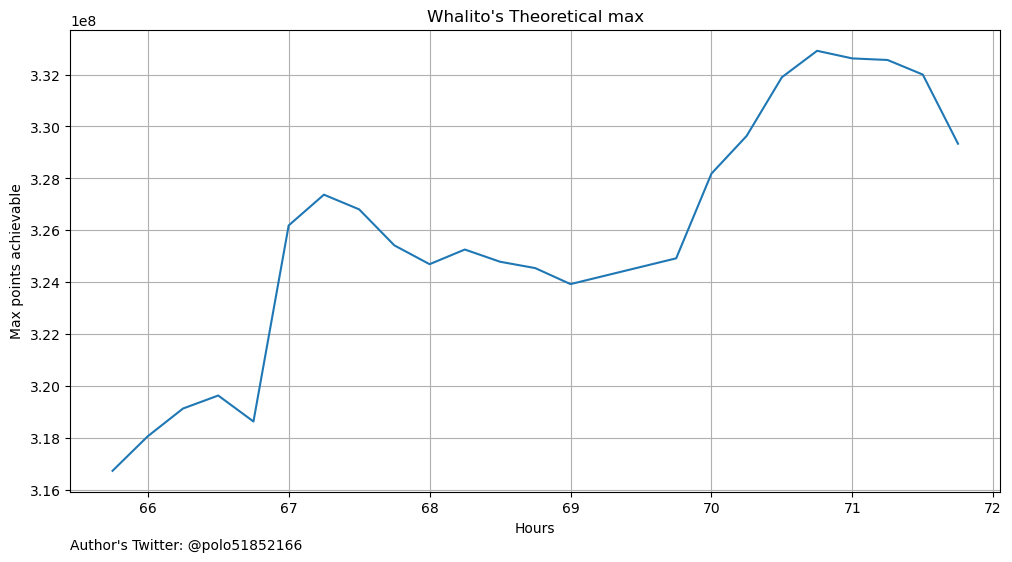 Whalito's Theoretical max
1e8
3.32
3.30
3.28
3.26
3.24
3.22
3.20
3.18
3.16
Max points achievable
66 67 68 69 70 71 72
Hours
Author's Twitter: @polo51852166